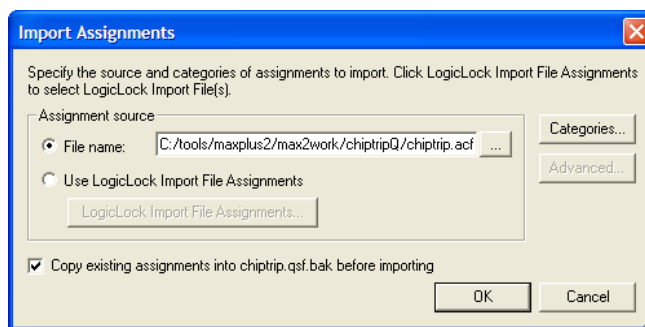 Import Assignments
Specify the source and categories of assignments to import. Click LogicLock Import File Assignments
to select LogicLock Import File(s).
Assignment source
File name: C:/tools/maxplus2/max2work/chiptripQ/chiptrip.acf ...
Categories...
Use LogicLock Import File Assignments
Advanced...
LogicLock Import File Assignments...
Copy existing assignments into chiptrip.qsf.bak before importing
OK Cancel